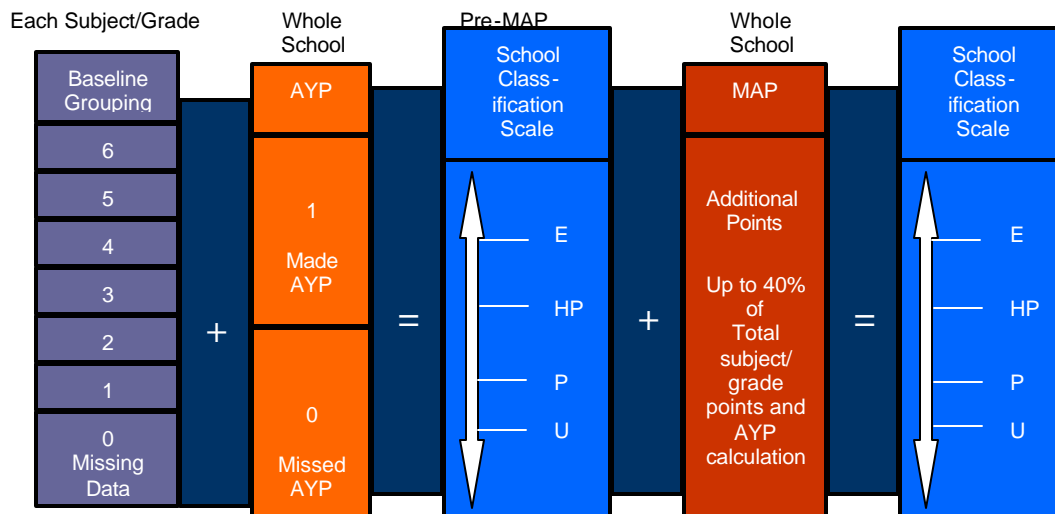 Each Subject/Grade
Baseline
Grouping
6
5
4
3
2
1
0
Missing
Data
+
Whole
School
AYP
1
Made
AYP
0
Missed
AYP
=
Pre-MAP
School
Class-
ification
Scale
E
HP
P
U
+
Whole
School
MAP
Additional
Points
Up to 40%
of
Total
subject/
grade
points and
AYP
calculation
=
School
Class-
ification
Scale
E
HP
P
U